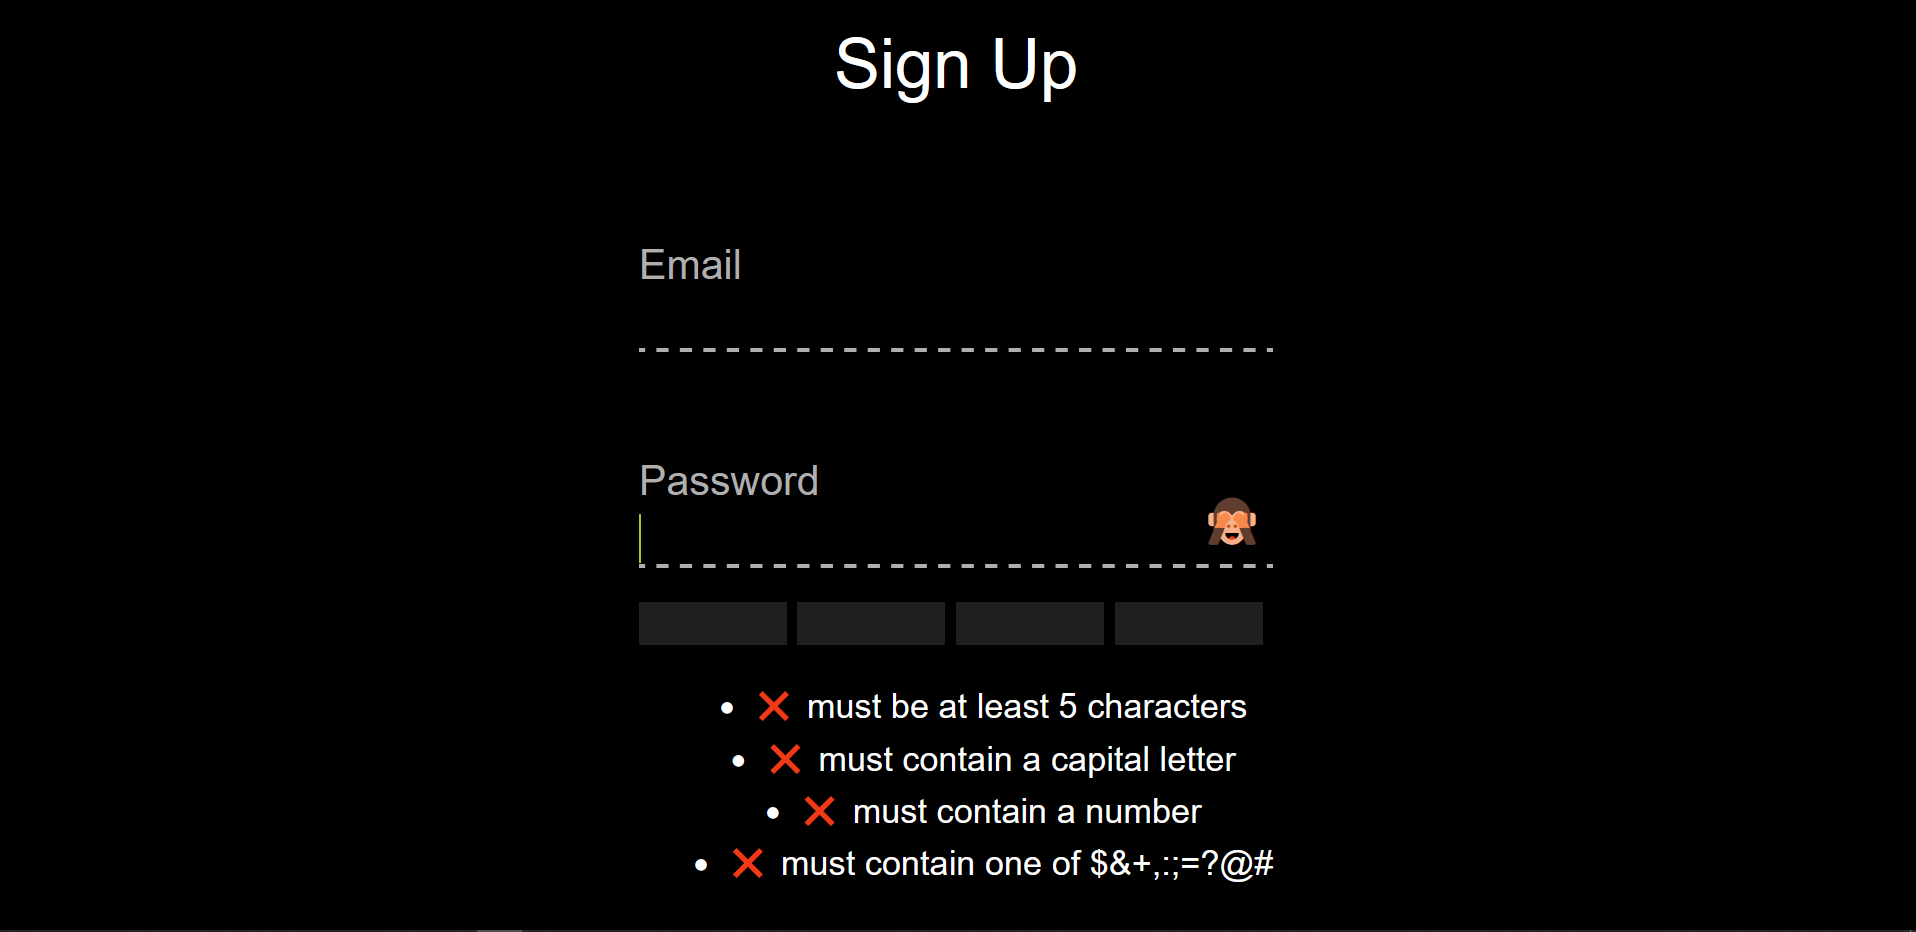 Sign Up
Email
Password
must be at least 5 characters
must contain a capital letter
must contain a number
must contain one of $&+,:;=?@#